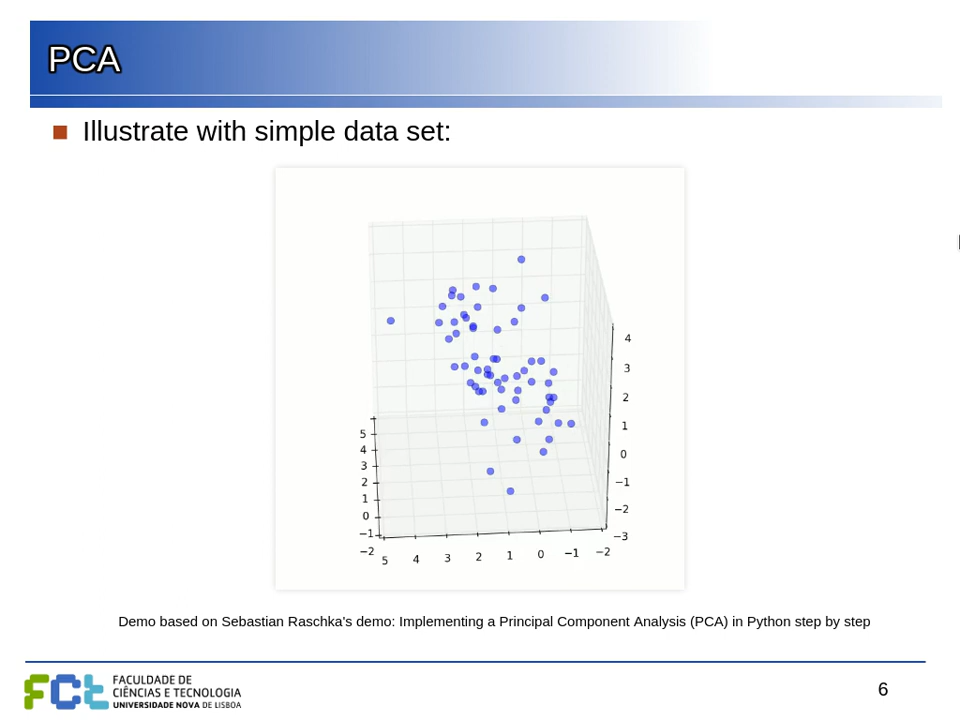 PCA
Illustrate with simple data set:
4
3
2
1
0
−1
−2
−3
5
4
3
2
1
0
−1
−2
5 4 3 2 1 0 −1 −2
Demo based on Sebastian Raschka's demo: Implementing a Principal Component Analysis (PCA) in Python step by step
FCt
FACULDADE DE
CIÊNCIAS E TECNOLOGIA
UNIVERSIDADE NOVA DE LISBOA
6